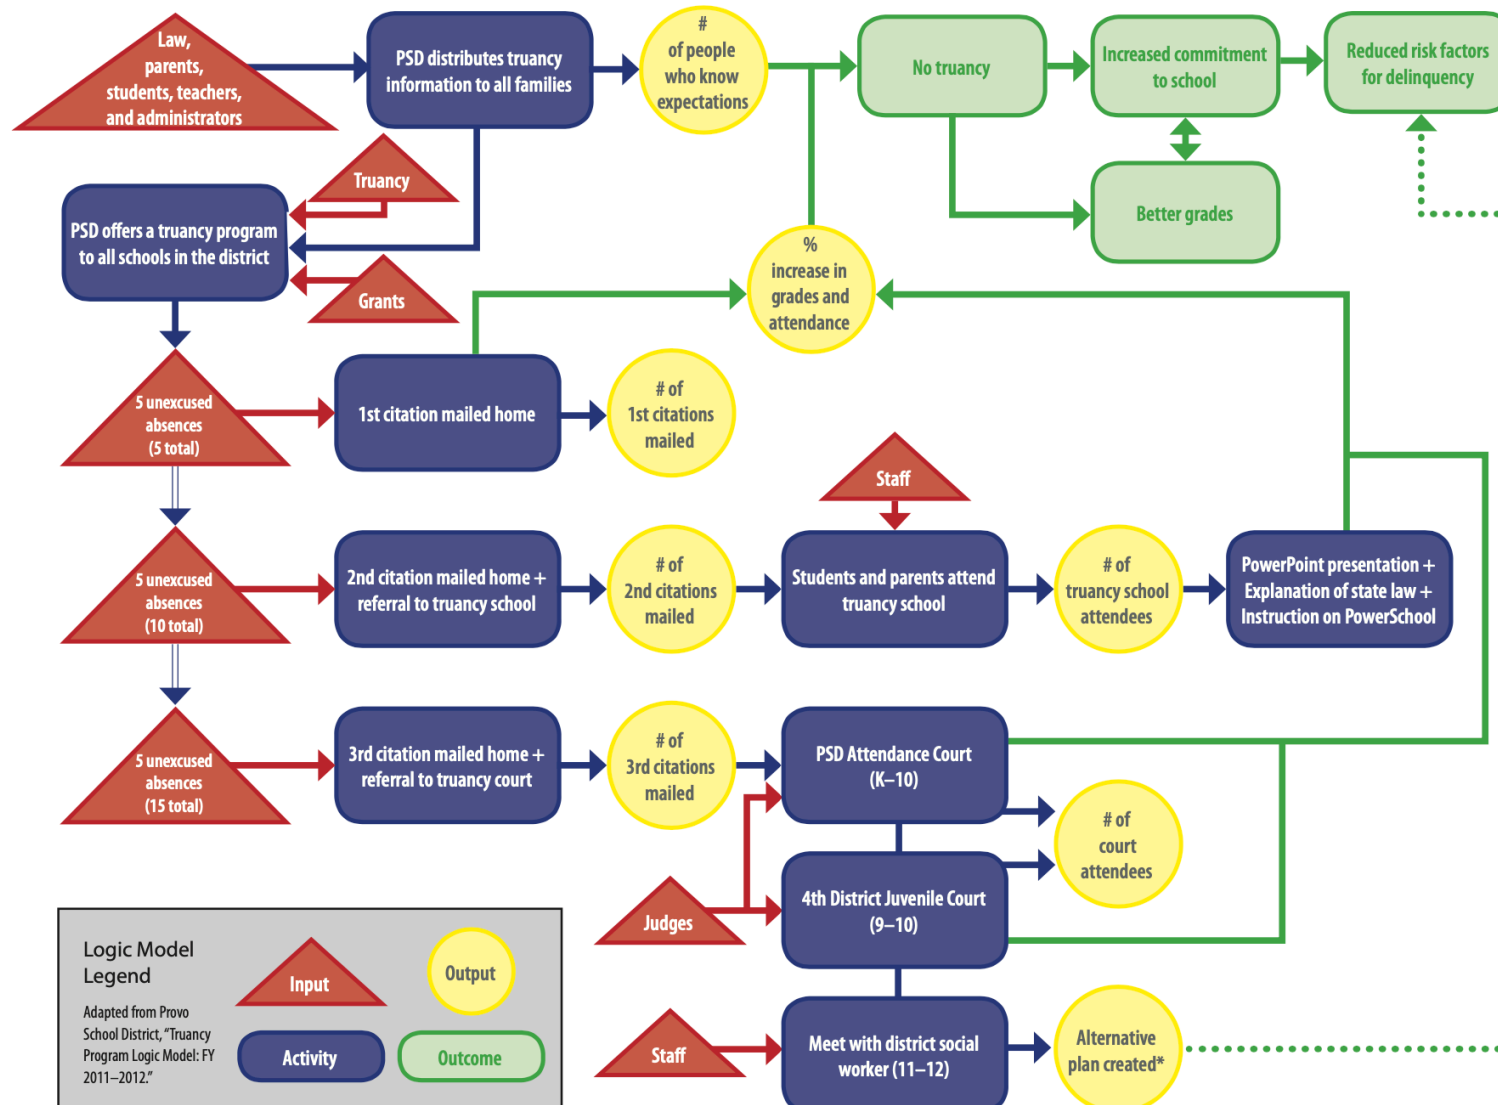 Law,
parents,
students, teachers,
and administrators
PSD distributes truancy
information to all families
#
of people
who know
expectations
No truancy
Increased commitment
to school
Reduced risk factors
for delinquency
Truancy
PSD offers a truancy program
to all schools in the district
Better grades
Grants
%
increase in
grades and
attendance
5 unexcused
absences
(5 total)
1st citation mailed home
# of
1st citations
mailed
Staff
5 unexcused
absences
(10 total)
2nd citation mailed home +
referral to truancy school
# of
2nd citations
mailed
Students and parents attend
truancy school
# of
truancy school
attendees
PowerPoint presentation +
Explanation of state law +
Instruction on PowerSchool
5 unexcused
absences
(15 total)
3rd citation mailed home +
referral to truancy court
# of
3rd citations
mailed
PSD Attendance Court
(K–10)
# of
court
attendees
Judges
4th District Juvenile Court
(9–10)
Staff
Meet with district social
worker (11–12)
Alternative
plan created*
Logic Model
Legend
Adapted from Provo
School District, “Truancy
Program Logic Model: FY
2011–2012.”
Input
Output
Activity
Outcome